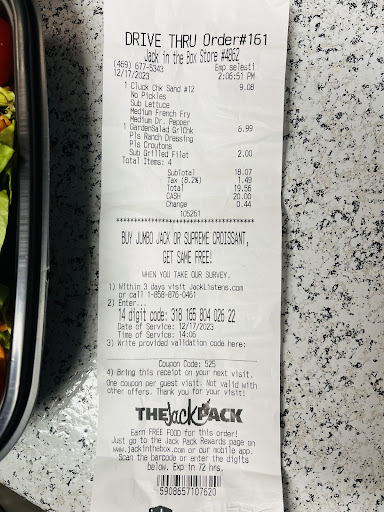 DRIVE THRU Order#161
Jack in the Box Store #4862
(469) 677-5343 Emp selest1
12/17/2023 2:06:51 PM
1 Cluck Chk Sand #12 9.08
No Pickles
Sub Lettuce
Medium French Fry
Medium Dr. Pepper
1 GardenSalad GrlChk 6.99
Pls Ranch Dressing
Pls Croutons
Sub Grilled Filet 2.00
Total Items: 4
Subtotal 18.07
Tax (8.2%) 1.49
Total 19.56
CASH 20.00
Change 0.44
105261
BUY JUMBO JACK OR SUPREME CROISSANT,
GET SAME FREE!
WHEN YOU TAKE OUR SURVEY.
1) Within 3 days visit JackListens.com
or call 1-858-876-0461
2) Enter...
14 digit code: 318 165 804 026 22
Date of Service: 12/17/2023
Time of Service: 14:06
3) Write provided validation code here:
Coupon Code: 525
4) Bring this receipt on your next visit.
One coupon per guest visit. Not valid with
other offers. Thank you for your visit!
THE Jack PACK
Earn FREE FOOD for this order!
Just go to the Jack Pack Rewards page on
www.jackinthebox.com or our mobile app.
Scan the barcode or enter the digits
below. Exp in 72 hrs.
5908657107620